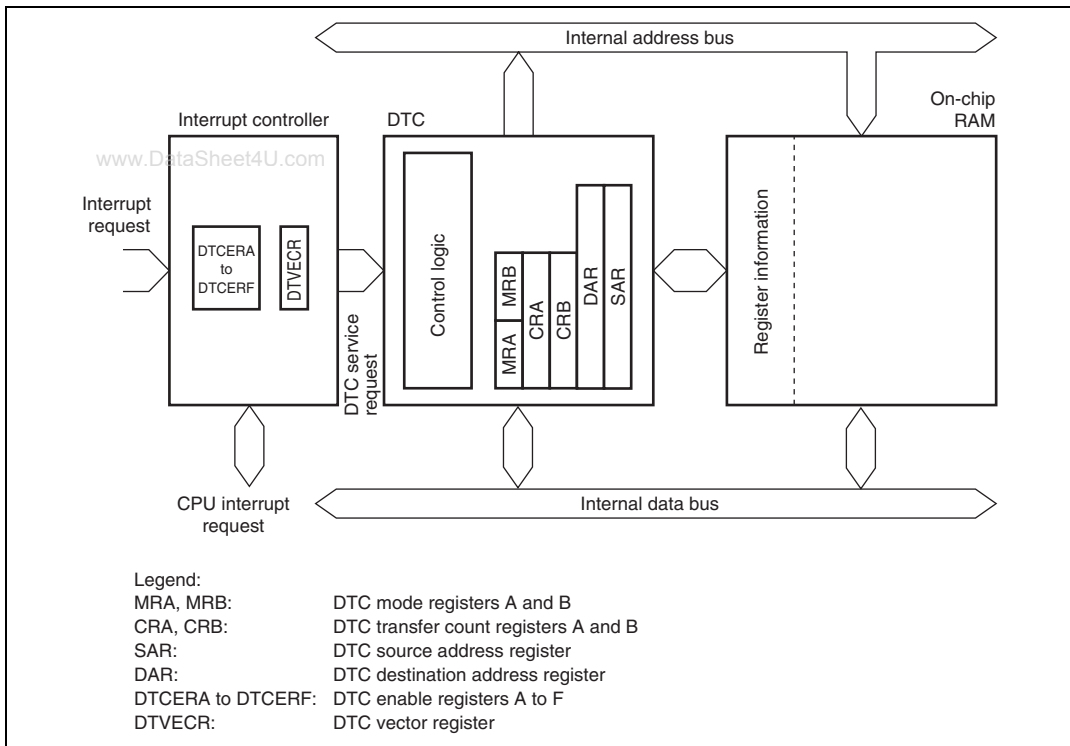 Internal address bus
On-chip
RAM
Interrupt controller
DTC
www.DataSheet4U.com
Interrupt
request
DTCERA
to
DTCERF
DTVECR
DTC service
request
Control logic
MRA
MRB
CRA
CRB
DAR
SAR
Register information
CPU interrupt
request
Internal data bus
Legend:
MRA, MRB: DTC mode registers A and B
CRA, CRB: DTC transfer count registers A and B
SAR: DTC source address register
DAR: DTC destination address register
DTCERA to DTCERF: DTC enable registers A to F
DTVECR: DTC vector register